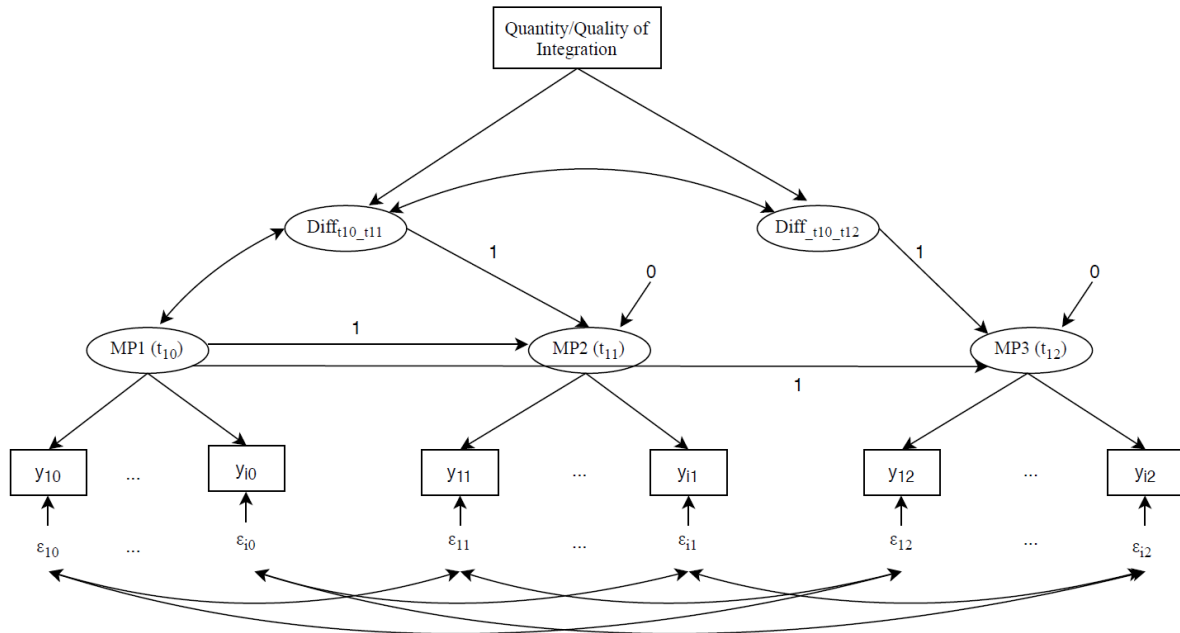 Quantity/Quality of
Integration
Diff_t10_t11
Diff_t10_t12
1
1
0
0
1
MP1 (t10)
MP2 (t11)
MP3 (t12)
1
y10
...
yi0
y11
...
yi1
y12
...
yi2
ε10
...
εi0
ε11
...
εi1
ε12
...
εi2